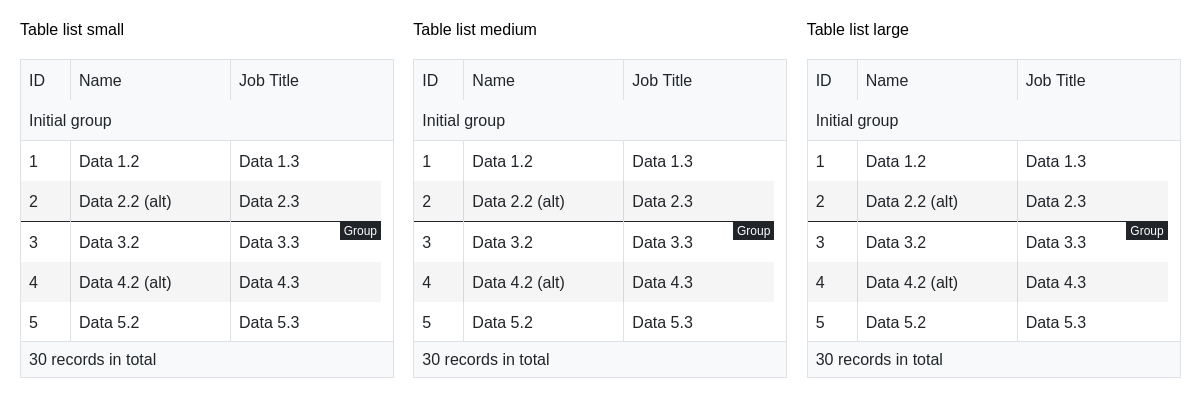 Table list small
ID Name Job Title
Initial group
1 Data 1.2 Data 1.3
2 Data 2.2 (alt) Data 2.3
Group
3 Data 3.2 Data 3.3
4 Data 4.2 (alt) Data 4.3
5 Data 5.2 Data 5.3
30 records in total
Table list medium
ID Name Job Title
Initial group
1 Data 1.2 Data 1.3
2 Data 2.2 (alt) Data 2.3
Group
3 Data 3.2 Data 3.3
4 Data 4.2 (alt) Data 4.3
5 Data 5.2 Data 5.3
30 records in total
Table list large
ID Name Job Title
Initial group
1 Data 1.2 Data 1.3
2 Data 2.2 (alt) Data 2.3
Group
3 Data 3.2 Data 3.3
4 Data 4.2 (alt) Data 4.3
5 Data 5.2 Data 5.3
30 records in total